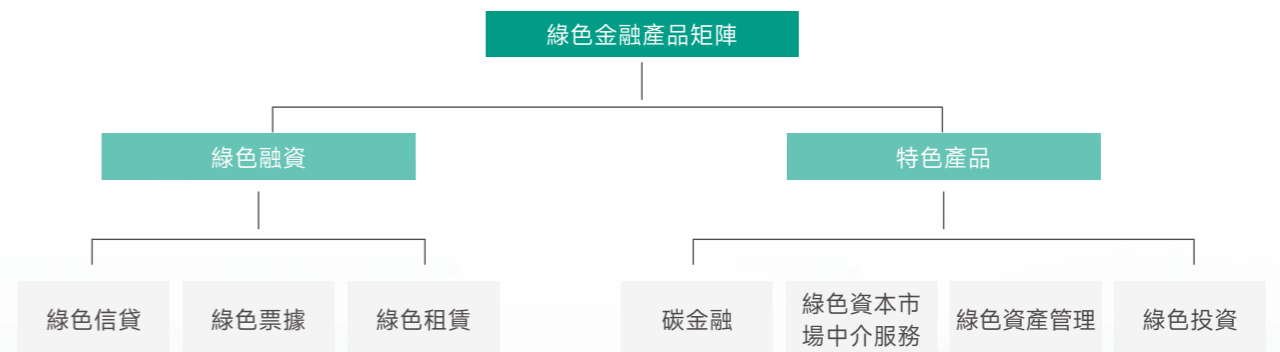 綠色金融產品矩陣
綠色融資
特色產品
綠色信貸
綠色票據
綠色租賃
碳金融
綠色資本市
場中介服務
綠色資產管理
綠色投資